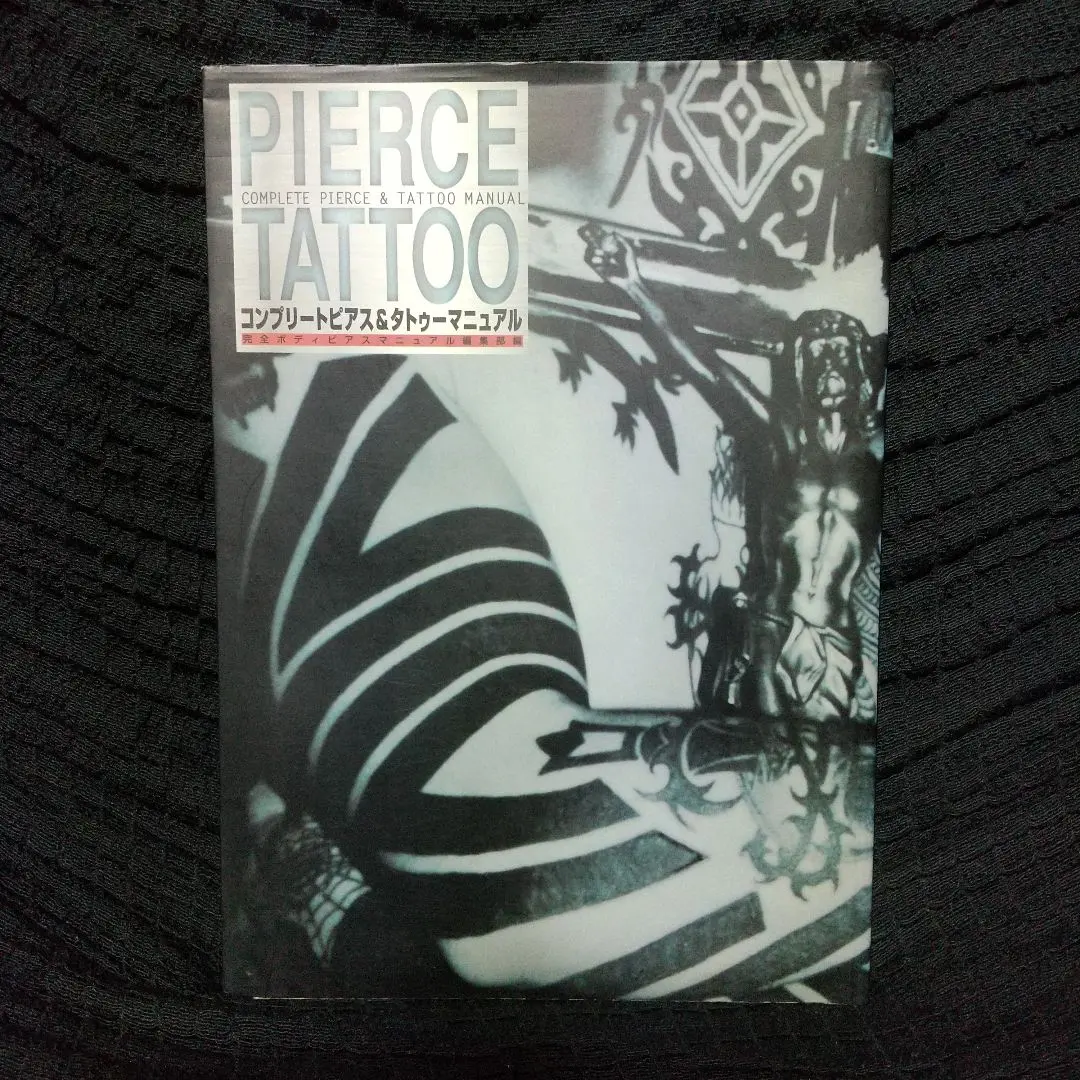 PIERCE
COMPLETE PIERCE & TATTOO MANUAL
TATTOO
コンプリートピアス&タトゥーマニュアル
完全ボディピアスマニュアル編集部編